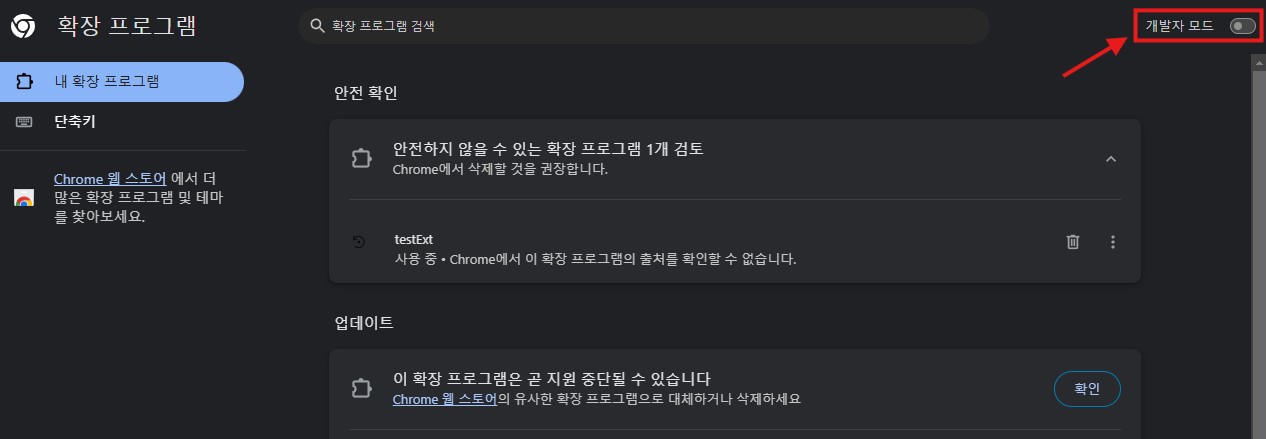 확장 프로그램
확장 프로그램 검색
개발자 모드
내 확장 프로그램
단축키
Chrome 웹 스토어 에서 더
많은 확장 프로그램 및 테마
를 찾아보세요.
안전 확인
안전하지 않을 수 있는 확장 프로그램 1개 검토
Chrome에서 삭제할 것을 권장합니다.
testExt
사용 중 • Chrome에서 이 확장 프로그램의 출처를 확인할 수 없습니다.
업데이트
이 확장 프로그램은 곧 지원 중단될 수 있습니다
Chrome 웹 스토어의 유사한 확장 프로그램으로 대체하거나 삭제하세요
확인